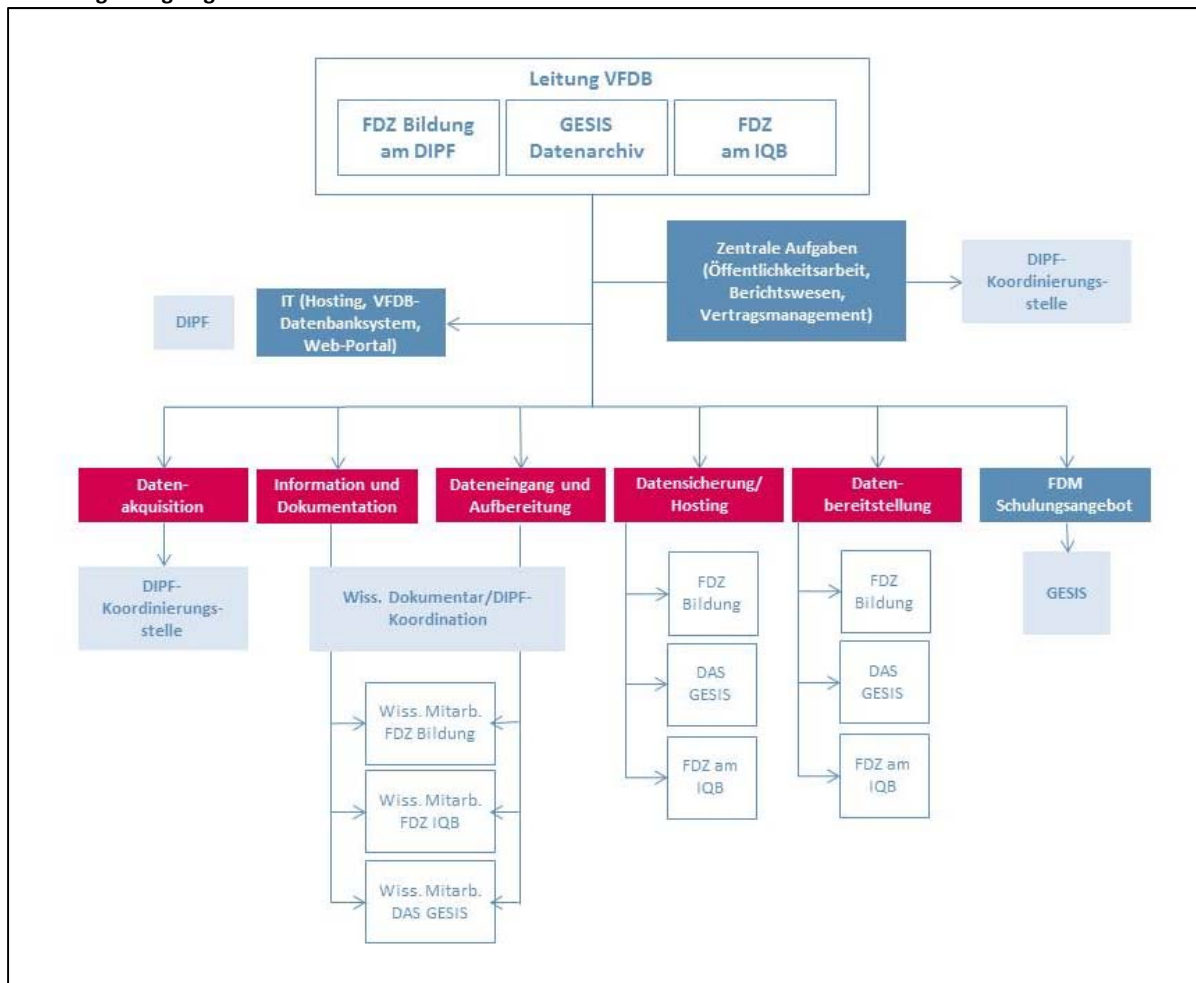 Leitung VFDB
FDZ Bildung
am DIPF
GESIS
Datenarchiv
FDZ
am IQB
Zentrale Aufgaben
(Öffentlichkeitsarbeit,
Berichtswesen,
Vertragsmanagement)
DIPF-
Koordinierungs-
stelle
DIPF
IT (Hosting, VFDB-
Datenbanksystem,
Web-Portal)
Daten-
akquisition
Information und
Dokumentation
Dateneingang und
Aufbereitung
Datensicherung/
Hosting
Daten-
bereitstellung
FDM
Schulungsangebot
DIPF-
Koordinierungs-
stelle
Wiss. Dokumentar/DIPF-
Koordination
FDZ
Bildung
FDZ
Bildung
GESIS
DAS
GESIS
DAS
GESIS
Wiss. Mitarb.
FDZ Bildung
FDZ am
IQB
FDZ am
IQB
Wiss. Mitarb.
FDZ IQB
Wiss. Mitarb.
DAS GESIS